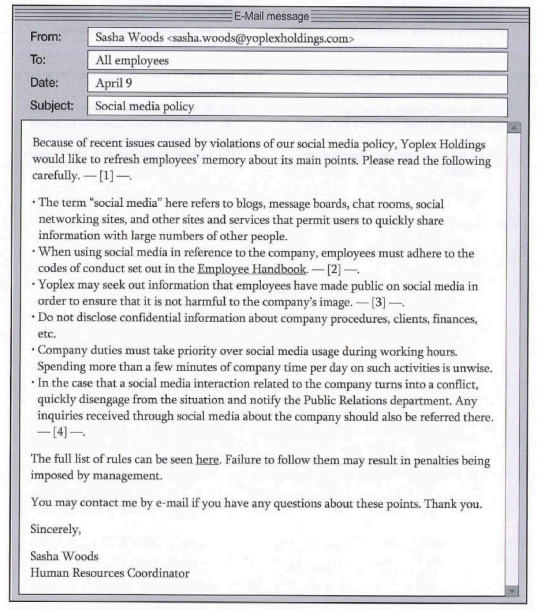 E-Mail message
From: Sasha Woods <sasha.woods@yoplexholdings.com>
To: All employees
Date: April 9
Subject: Social media policy
Because of recent issues caused by violations of our social media policy, Yoplex Holdings
would like to refresh employees' memory about its main points. Please read the following
carefully. — [1] —.
· The term "social media" here refers to blogs, message boards, chat rooms, social
networking sites, and other sites and services that permit users to quickly share
information with large numbers of other people.
· When using social media in reference to the company, employees must adhere to the
codes of conduct set out in the Employee Handbook. — [2] —.
· Yoplex may seek out information that employees have made public on social media in
order to ensure that it is not harmful to the company's image. — [3] —.
· Do not disclose confidential information about company procedures, clients, finances,
etc.
· Company duties must take priority over social media usage during working hours.
Spending more than a few minutes of company time per day on such activities is unwise.
· In the case that a social media interaction related to the company turns into a conflict,
quickly disengage from the situation and notify the Public Relations department. Any
inquiries received through social media about the company should also be referred there.
— [4] —.
The full list of rules can be seen here. Failure to follow them may result in penalties being
imposed by management.
You may contact me by e-mail if you have any questions about these points. Thank you.
Sincerely,
Sasha Woods
Human Resources Coordinator